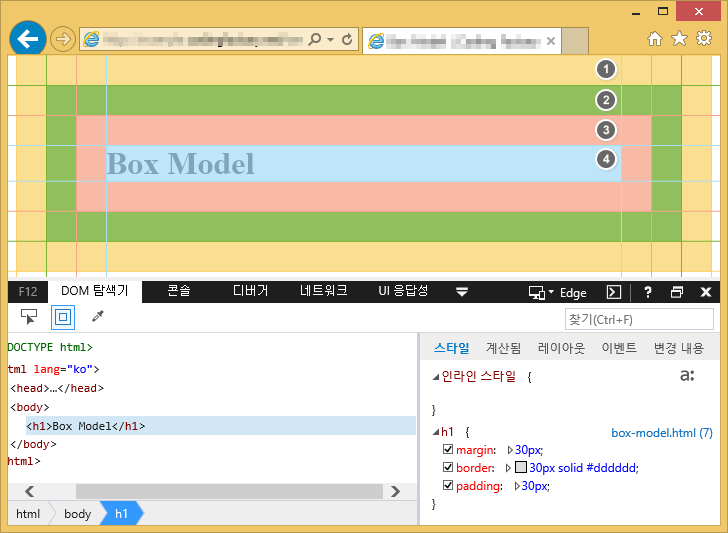 1
2
3
4
Box Model
F12 DOM 탐색기 콘솔 디버거 네트워크 UI 응답성 Edge
찾기(Ctrl+F)
DOCTYPE html>
tml lang="ko">
<head>…</head>
<body>
<h1>Box Model</h1>
</body>
html>
html body h1
스타일 계산됨 레이아웃 이벤트 변경 내용
인라인 스타일 {
a:
}
h1 { box-model.html (7)
margin: 30px;
border: 30px solid #dddddd;
padding: 30px;
}